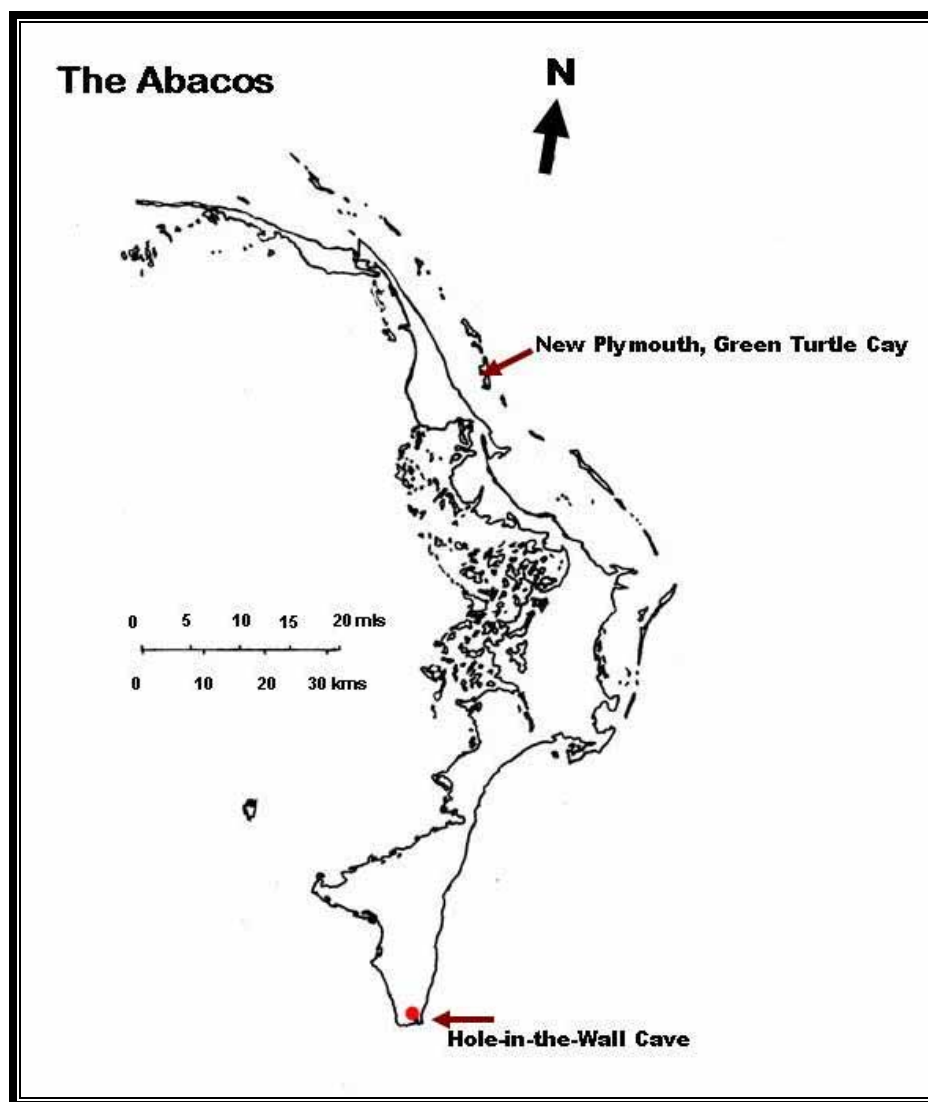 The Abacos
N
New Plymouth, Green Turtle Cay
0 5 10 15 20 mls
0 10 20 30 kms
Hole-in-the-Wall Cave